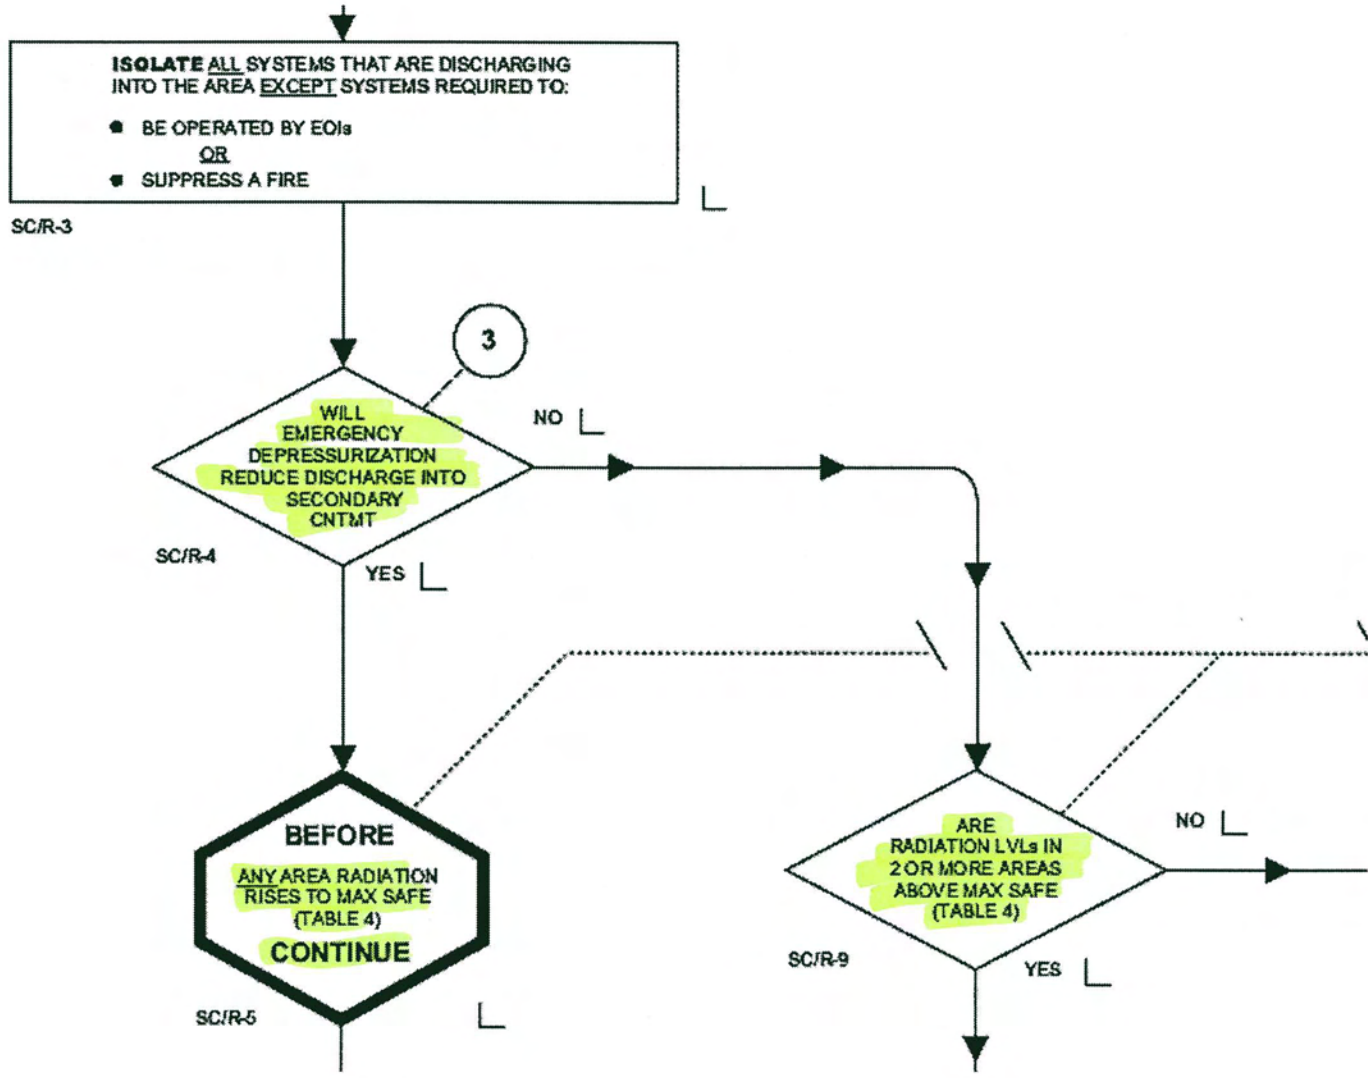 ISOLATE ALL SYSTEMS THAT ARE DISCHARGING
INTO THE AREA EXCEPT SYSTEMS REQUIRED TO:
BE OPERATED BY EOIs
OR
SUPPRESS A FIRE
SC/R-3
3
WILL
EMERGENCY
DEPRESSURIZATION
REDUCE DISCHARGE INTO
SECONDARY
CNTMT
NO
SC/R-4
YES
BEFORE
ANY AREA RADIATION
RISES TO MAX SAFE
(TABLE 4)
CONTINUE
SC/R-5
ARE
RADIATION LVLs IN
2 OR MORE AREAS
ABOVE MAX SAFE
(TABLE 4)
NO
SC/R-9
YES